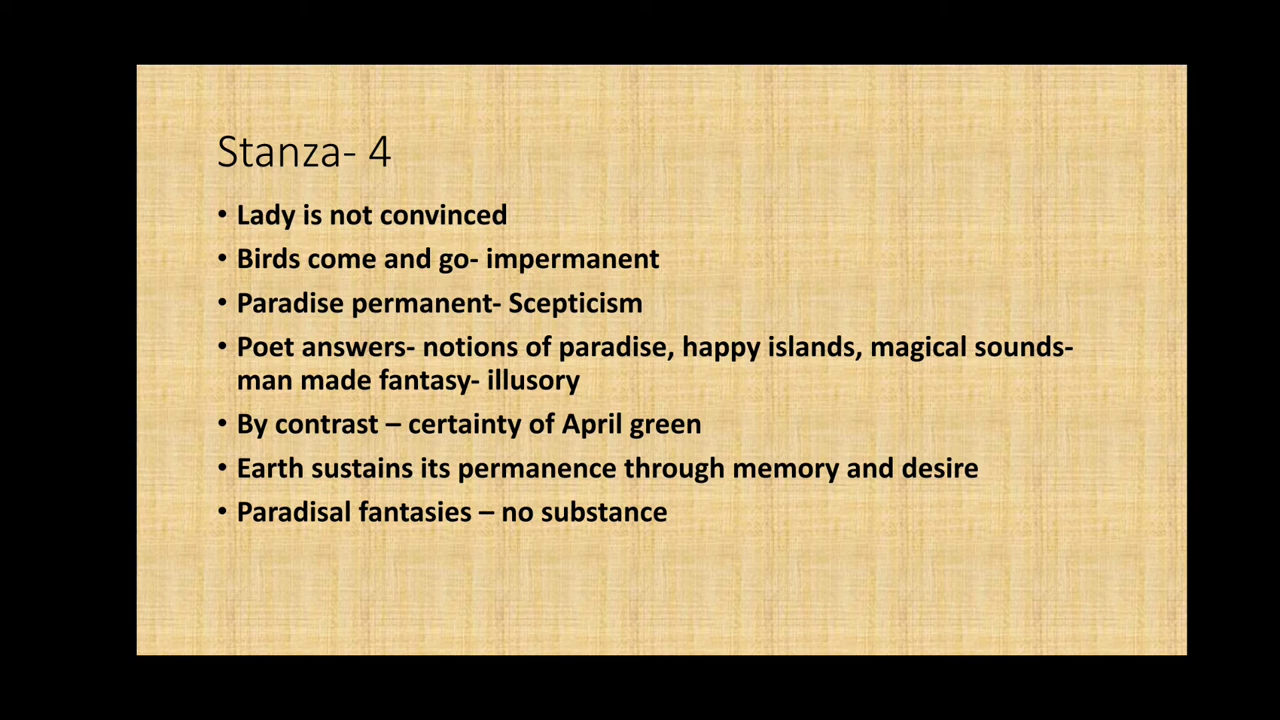 Stanza- 4
• Lady is not convinced
• Birds come and go- impermanent
• Paradise permanent- Scepticism
• Poet answers- notions of paradise, happy islands, magical sounds-
man made fantasy- illusory
• By contrast – certainty of April green
• Earth sustains its permanence through memory and desire
• Paradisal fantasies – no substance